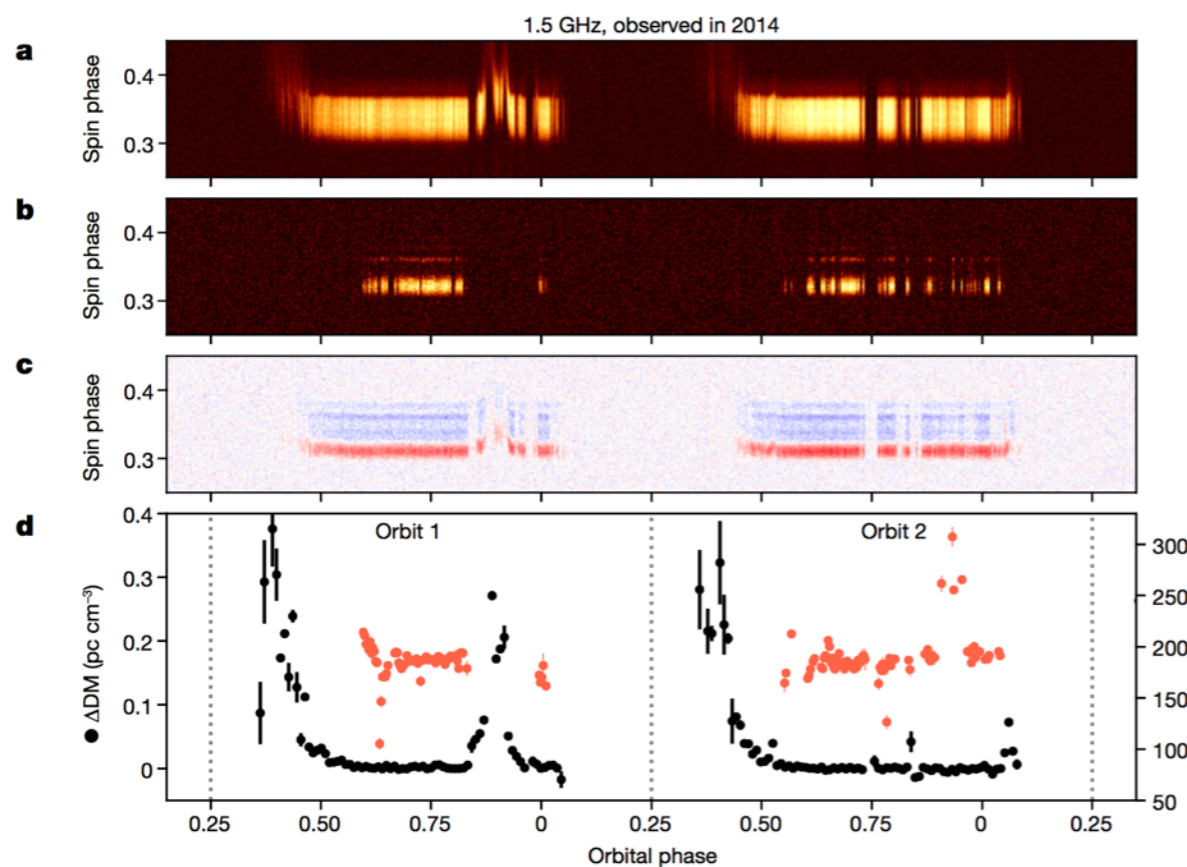 1.5 GHz, observed in 2014
a
0.4
0.3
Spin phase
b
0.4
0.3
Spin phase
c
0.4
0.3
Spin phase
d
0.4
0.3
0.2
0.1
0
ΔDM (pc cm⁻³)
Orbit 1
Orbit 2
300
250
200
150
100
50
0.25
0.50
0.75
0
0.25
0.50
0.75
0
0.25
Orbital phase